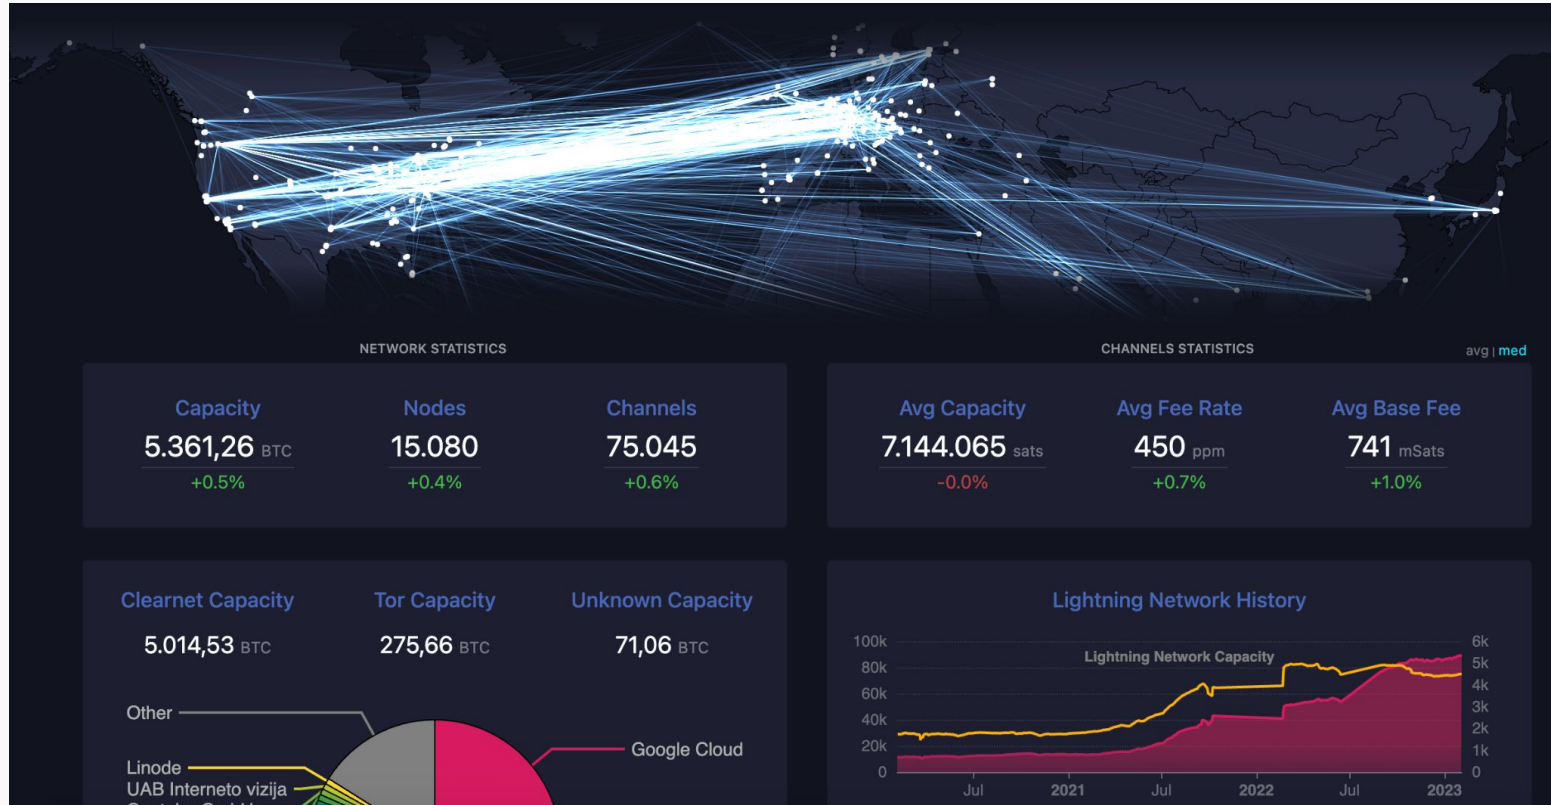 NETWORK STATISTICS
Capacity Nodes Channels
5.361,26 BTC 15.080 75.045
+0.5% +0.4% +0.6%
CHANNELS STATISTICS avg | med
Avg Capacity Avg Fee Rate Avg Base Fee
7.144.065 sats 450 ppm 741 mSats
-0.0% +0.7% +1.0%
Clearnet Capacity Tor Capacity Unknown Capacity
5.014,53 BTC 275,66 BTC 71,06 BTC
Other
Google Cloud
Linode
UAB Interneto vizija
Lightning Network History
Lightning Network Capacity
100k 6k
80k 5k
60k 4k
3k
40k 2k
20k 1k
0 0
Jul 2021 Jul 2022 Jul 2023